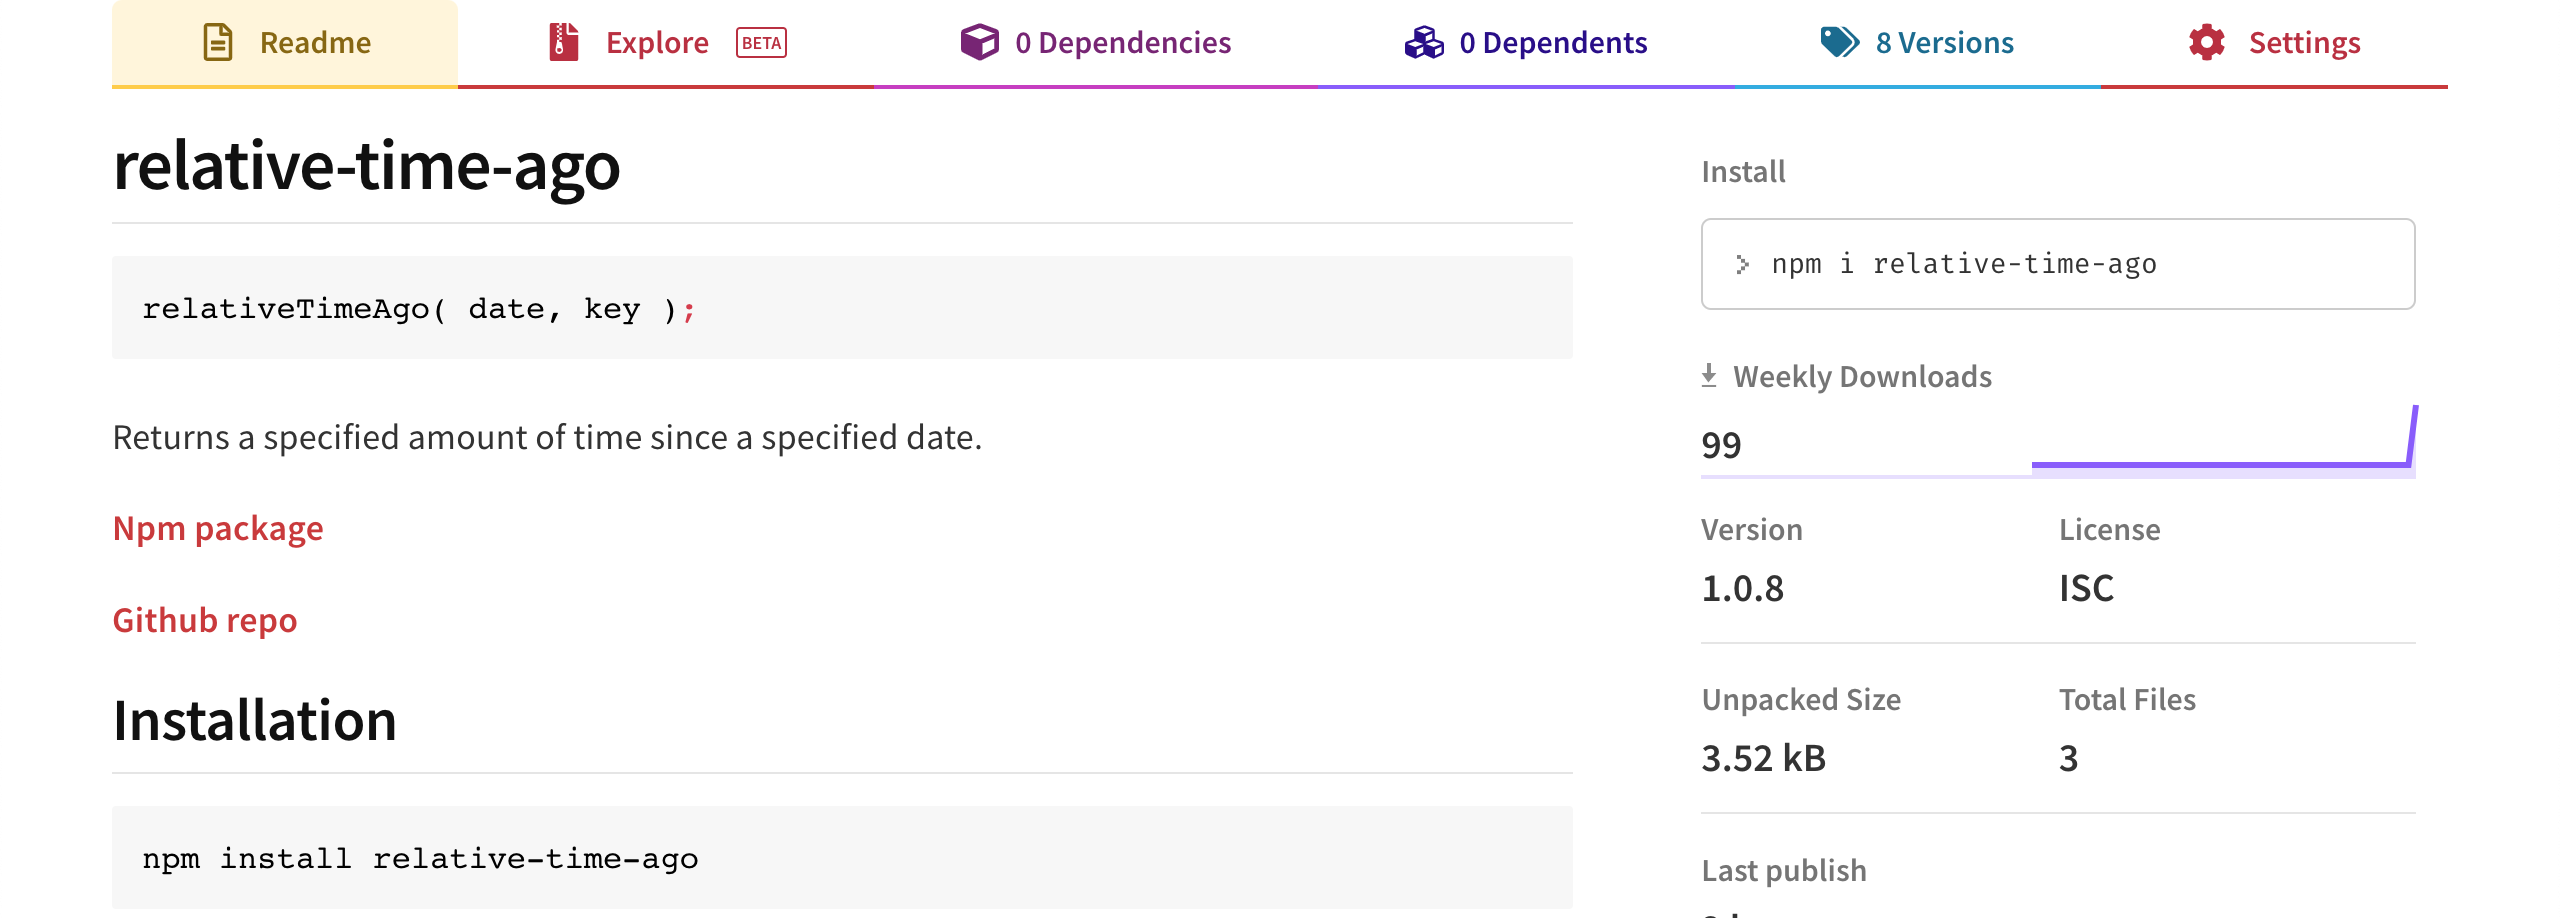 Readme
Explore BETA
0 Dependencies
0 Dependents
8 Versions
Settings
relative-time-ago
relativeTimeAgo( date, key );
Returns a specified amount of time since a specified date.
Npm package
Github repo
Installation
npm install relative-time-ago
Install
> npm i relative-time-ago
Weekly Downloads
99
Version
1.0.8
License
ISC
Unpacked Size
3.52 kB
Total Files
3
Last publish